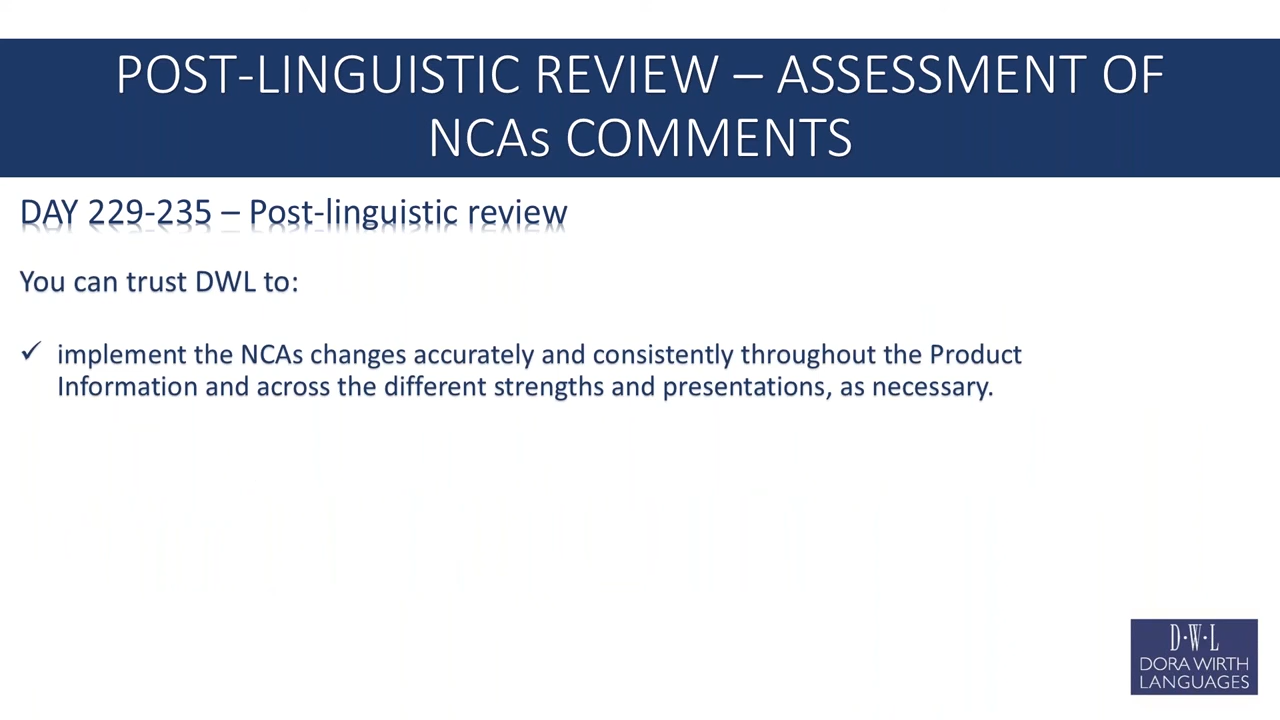 POST-LINGUISTIC REVIEW – ASSESSMENT OF
NCAs COMMENTS
DAY 229-235 – Post-linguistic review
You can trust DWL to:
✓ implement the NCAs changes accurately and consistently throughout the Product
Information and across the different strengths and presentations, as necessary.
D·W·L
DORA WIRTH
LANGUAGES